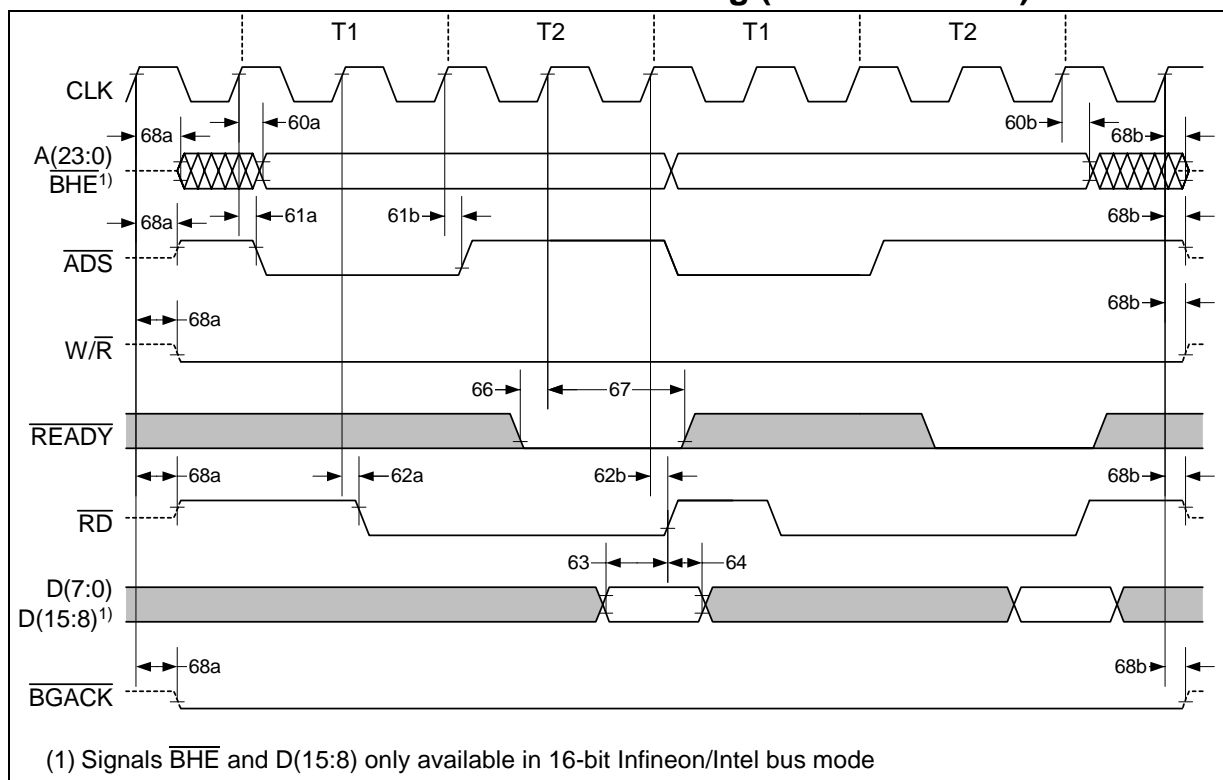 T1 T2 T1 T2
CLK
68a 60a 60b 68b
A(23:0)
BHE1)
68a 61a 61b 68b
ADS
68a 68b
W/R
66 67
READY
68a 62a 62b 68b
RD
63 64
D(7:0)
D(15:8)1)
68a 68b
BGACK
(1) Signals BHE and D(15:8) only available in 16-bit Infineon/Intel bus mode